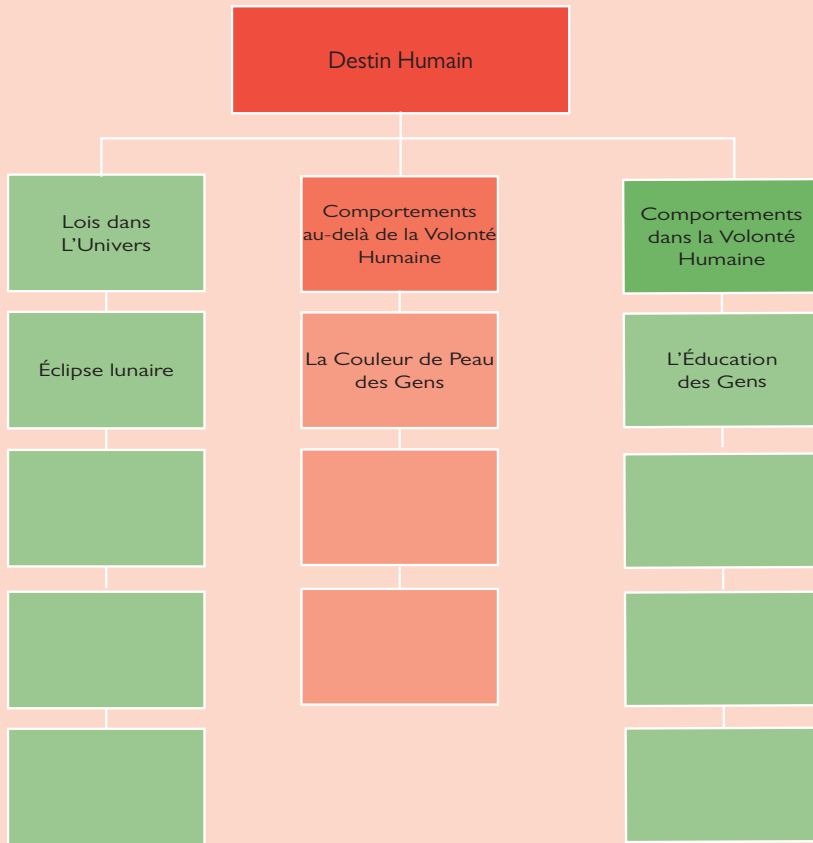 Destin Humain
Lois dans
L'Univers
Comportements
au-delà de la Volonté
Humaine
Comportements
dans la Volonté
Humaine
Éclipse lunaire
La Couleur de Peau
des Gens
L'Éducation
des Gens